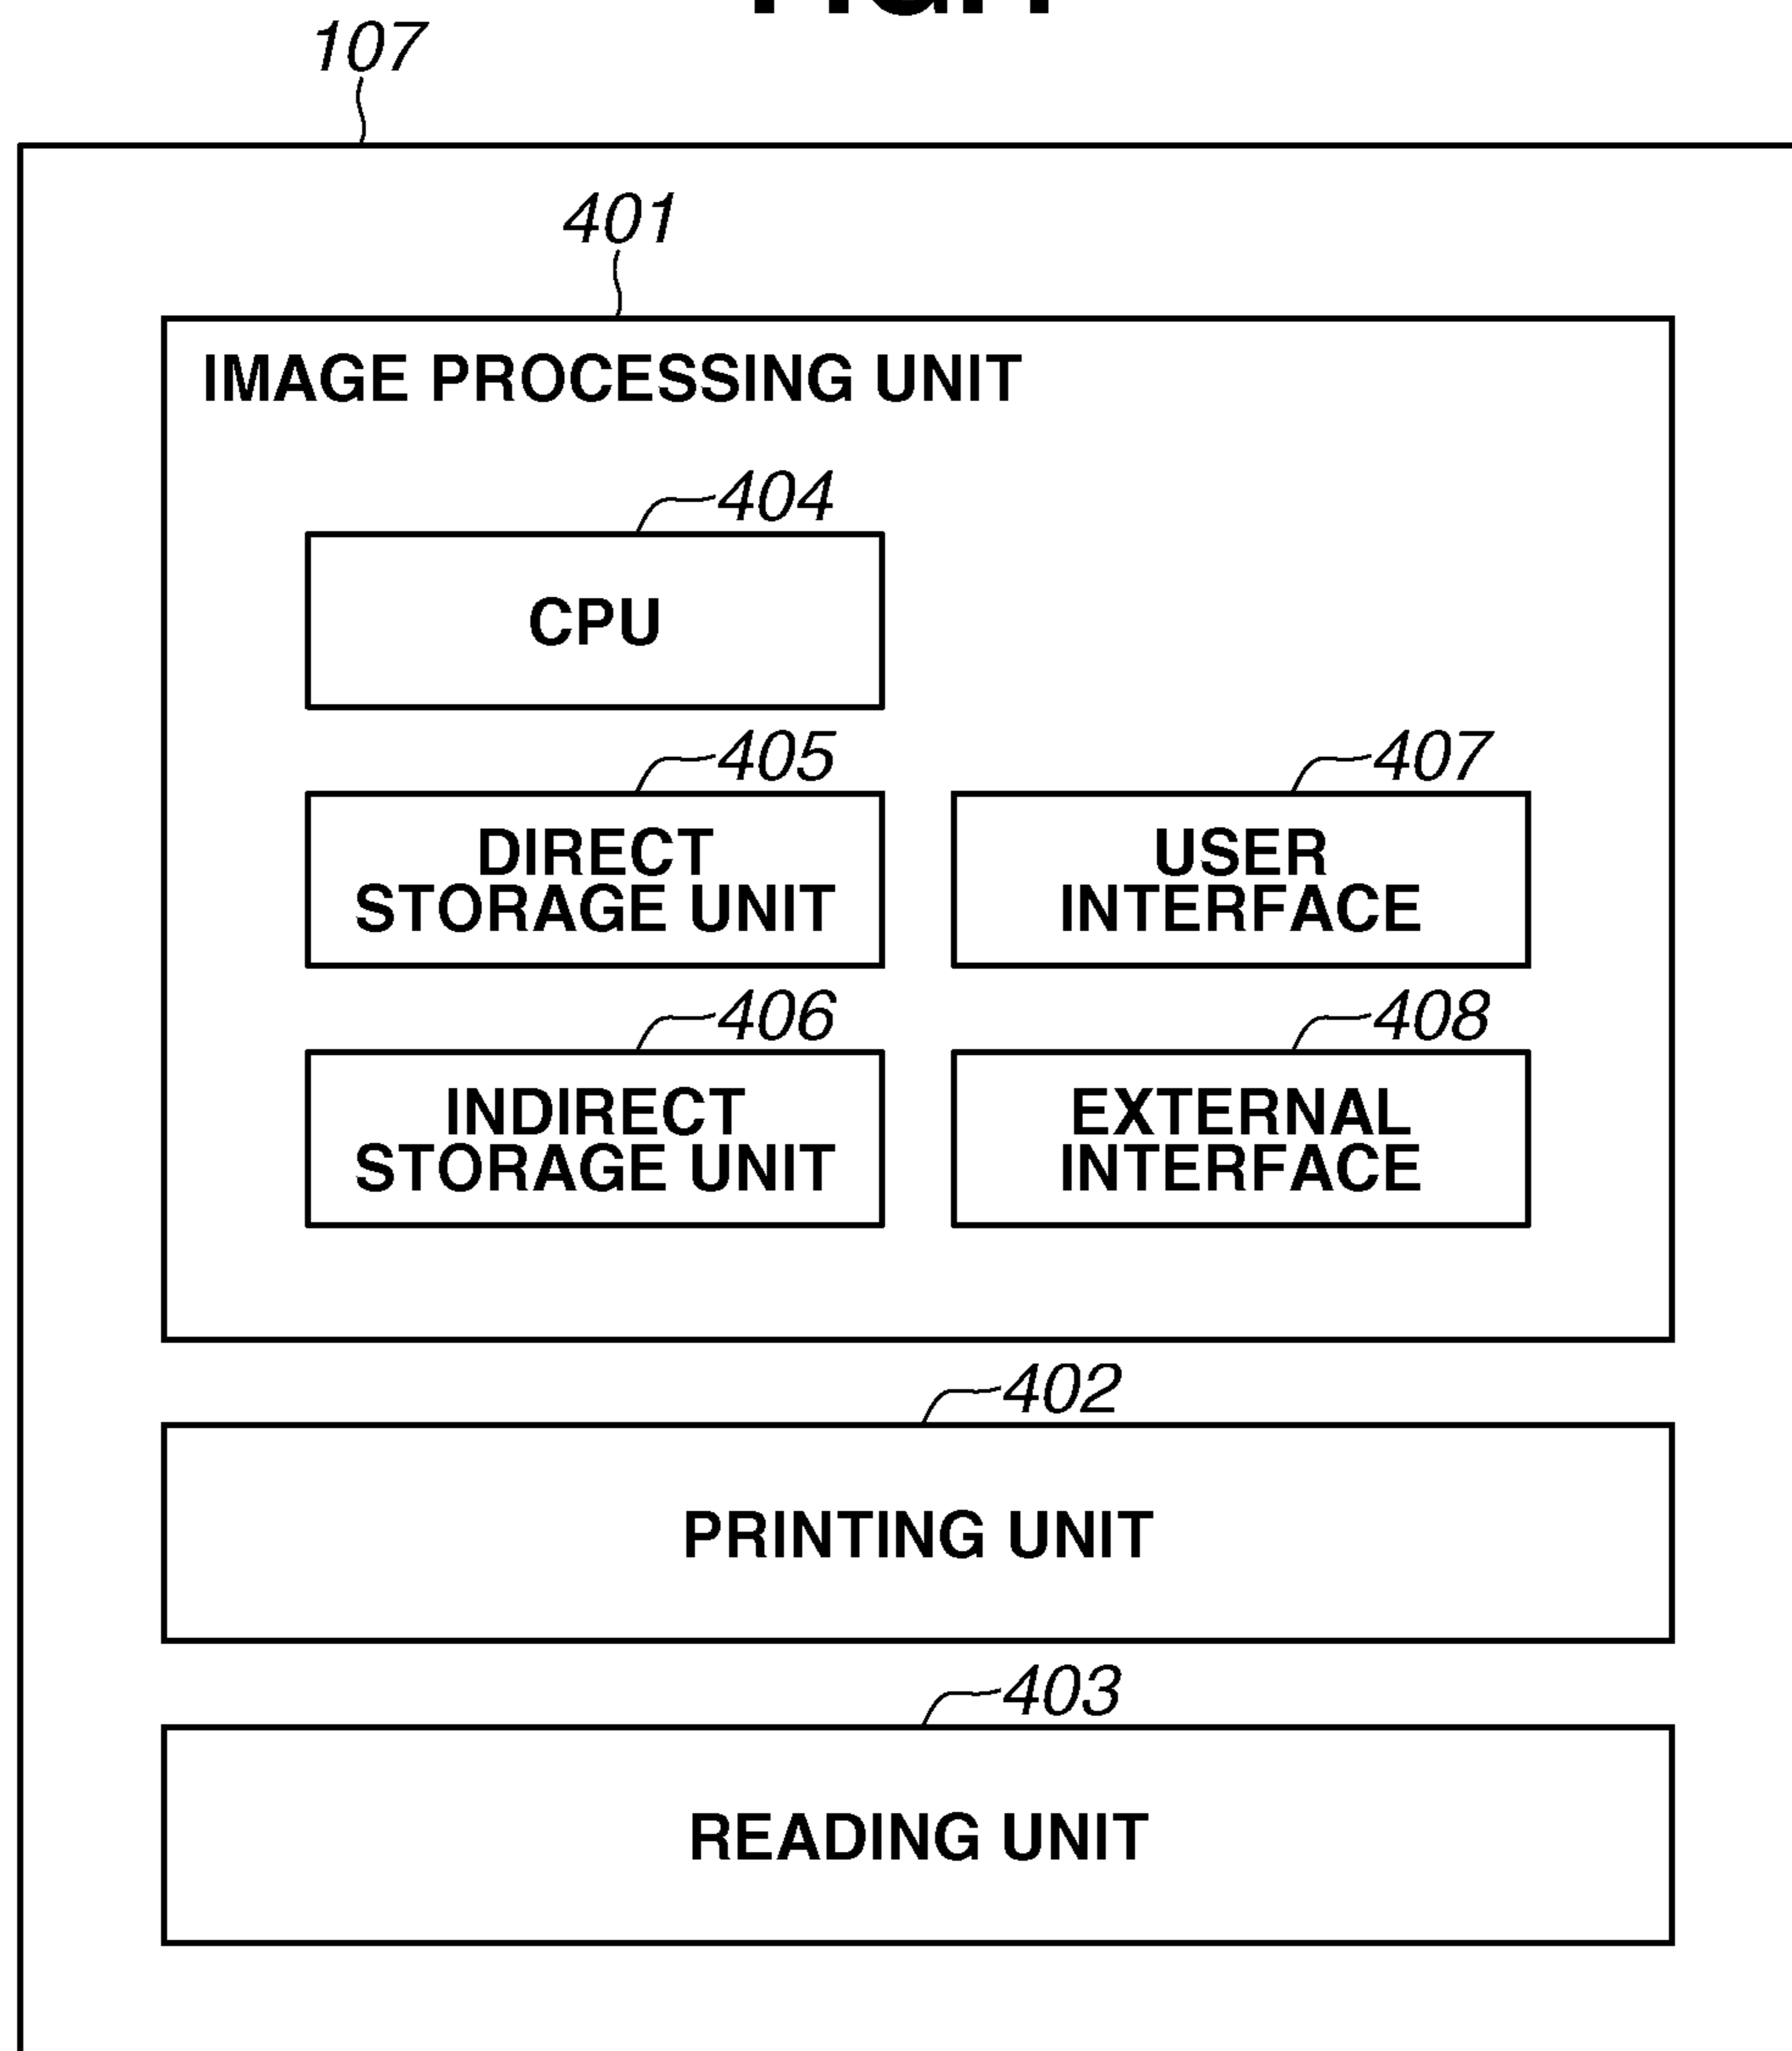 107
401
IMAGE PROCESSING UNIT
404
CPU
405
407
DIRECT
STORAGE UNIT
USER
INTERFACE
406
408
INDIRECT
STORAGE UNIT
EXTERNAL
INTERFACE
402
PRINTING UNIT
403
READING UNIT